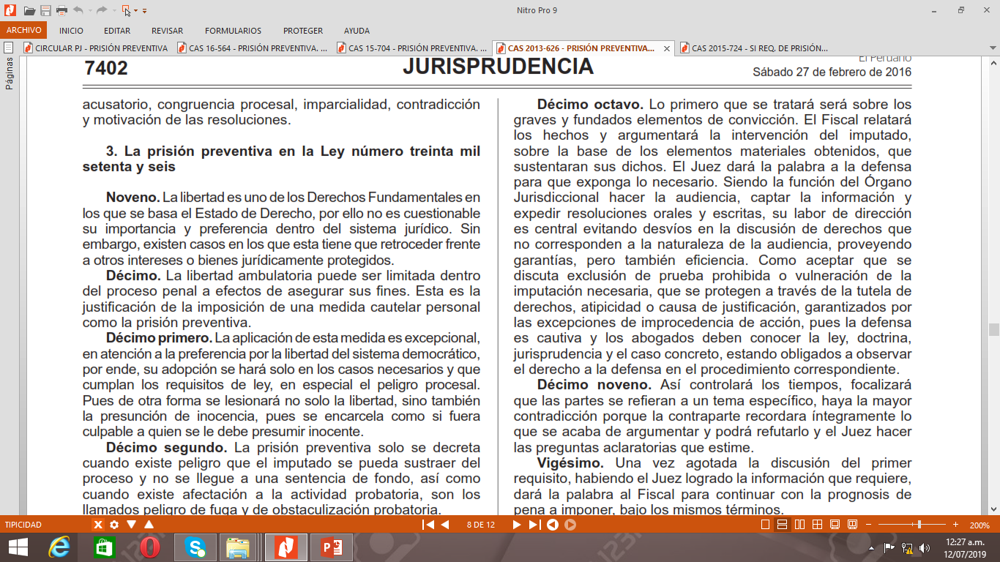 Nitro Pro 9
ARCHIVO INICIO EDITAR REVISAR FORMULARIOS PROTEGER AYUDA
CIRCULAR PJ - PRISIÓN PREVENTIVA
CAS 16-564 - PRISIÓN PREVENTIVA. ...
CAS 15-704 - PRISIÓN PREVENTIVA. ...
CAS 2013-626 - PRISIÓN PREVENTIVA...
CAS 2015-724 - SI REQ. DE PRISIÓN...
Páginas
El Peruano
7402 JURISPRUDENCIA Sábado 27 de febrero de 2016
acusatorio, congruencia procesal, imparcialidad, contradicción
y motivación de las resoluciones.
3. La prisión preventiva en la Ley número treinta mil
setenta y seis
Noveno. La libertad es uno de los Derechos Fundamentales en
los que se basa el Estado de Derecho, por ello no es cuestionable
su importancia y preferencia dentro del sistema jurídico. Sin
embargo, existen casos en los que esta tiene que retroceder frente
a otros intereses o bienes jurídicamente protegidos.
Décimo. La libertad ambulatoria puede ser limitada dentro
del proceso penal a efectos de asegurar sus fines. Esta es la
justificación de la imposición de una medida cautelar personal
como la prisión preventiva.
Décimo primero. La aplicación de esta medida es excepcional,
en atención a la preferencia por la libertad del sistema democrático,
por ende, su adopción se hará solo en los casos necesarios y que
cumplan los requisitos de ley, en especial el peligro procesal.
Pues de otra forma se lesionará no solo la libertad, sino también
la presunción de inocencia, pues se encarcela como si fuera
culpable a quien se le debe presumir inocente.
Décimo segundo. La prisión preventiva solo se decreta
cuando existe peligro que el imputado se pueda sustraer del
proceso y no se llegue a una sentencia de fondo, así como
cuando existe afectación a la actividad probatoria, son los
llamados peligro de fuga y de obstaculización probatoria.
Décimo octavo. Lo primero que se tratará será sobre los
graves y fundados elementos de convicción. El Fiscal relatará
los hechos y argumentará la intervención del imputado,
sobre la base de los elementos materiales obtenidos, que
sustentaran sus dichos. El Juez dará la palabra a la defensa
para que exponga lo necesario. Siendo la función del Órgano
Jurisdiccional hacer la audiencia, captar la información y
expedir resoluciones orales y escritas, su labor de dirección
es central evitando desvíos en la discusión de derechos que
no corresponden a la naturaleza de la audiencia, proveyendo
garantías, pero también eficiencia. Como aceptar que se
discuta exclusión de prueba prohibida o vulneración de la
imputación necesaria, que se protegen a través de la tutela de
derechos, atipicidad o causa de justificación, garantizados por
las excepciones de improcedencia de acción, pues la defensa
es cautiva y los abogados deben conocer la ley, doctrina,
jurisprudencia y el caso concreto, estando obligados a observar
el derecho a la defensa en el procedimiento correspondiente.
Décimo noveno. Así controlará los tiempos, focalizará
que las partes se refieran a un tema específico, haya la mayor
contradicción porque la contraparte recordara íntegramente lo
que se acaba de argumentar y podrá refutarlo y el Juez hacer
las preguntas aclaratorias que estime.
Vigésimo. Una vez agotada la discusión del primer
requisito, habiendo el Juez logrado la información que requiere,
dará la palabra al Fiscal para continuar con la prognosis de
pena a imponer, bajo los mismos términos.
TIPICIDAD 8 DE 12 200%
12:27 a.m.
12/07/2019